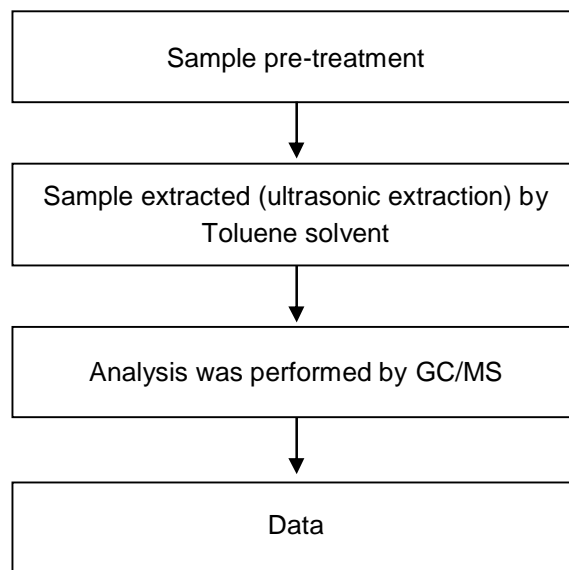 Sample pre-treatment
Sample extracted (ultrasonic extraction) by
Toluene solvent
Analysis was performed by GC/MS
Data